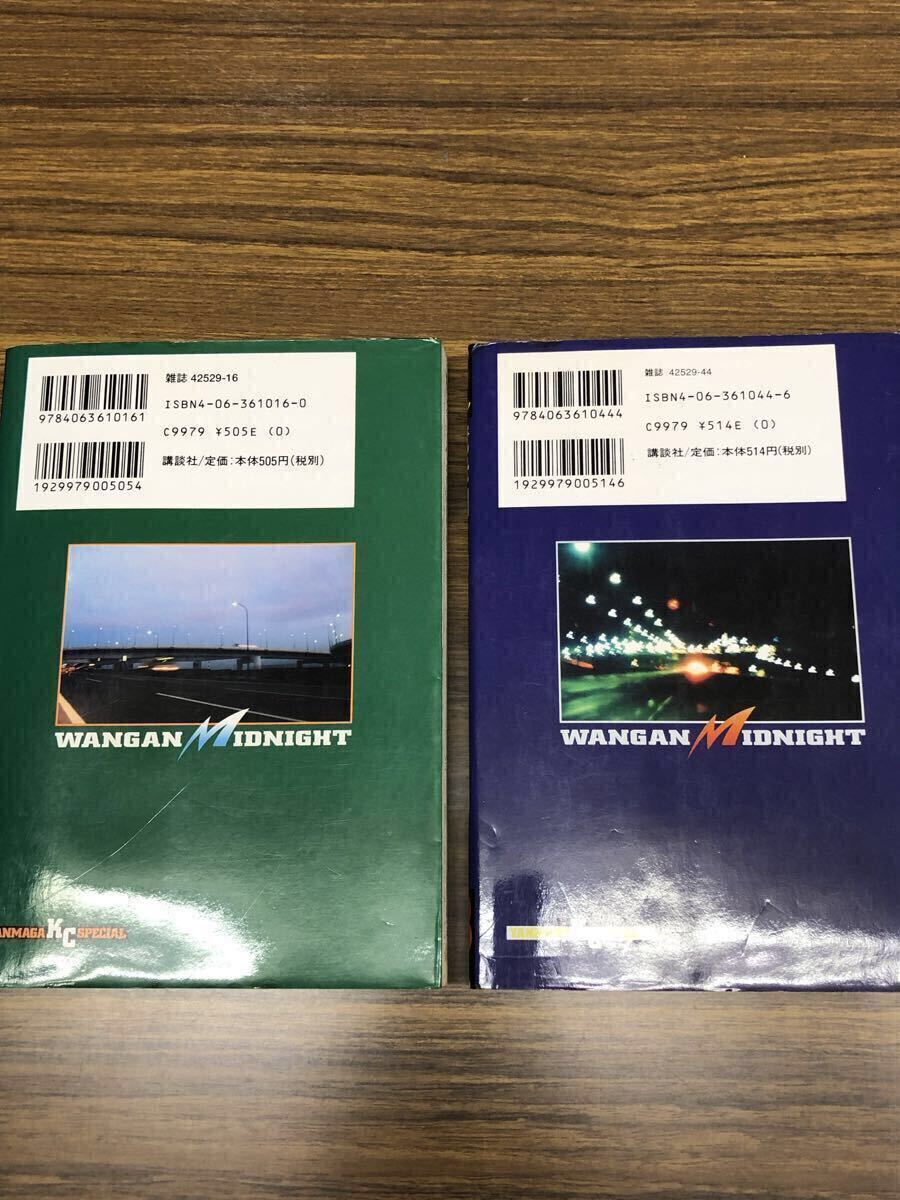 雑誌 42529-16
ISBN4-06-361016-0
9784063610161
C9979 ¥505E (0)
講談社/定価:本体505円(税別)
1929979005054
WANGAN MIDNIGHT
ANMAGA KC SPECIAL
雑誌 42529-44
ISBN4-06-361044-6
9784063610444
C9979 ¥514E (0)
講談社/定価:本体514円(税別)
1929979005146
WANGAN MIDNIGHT